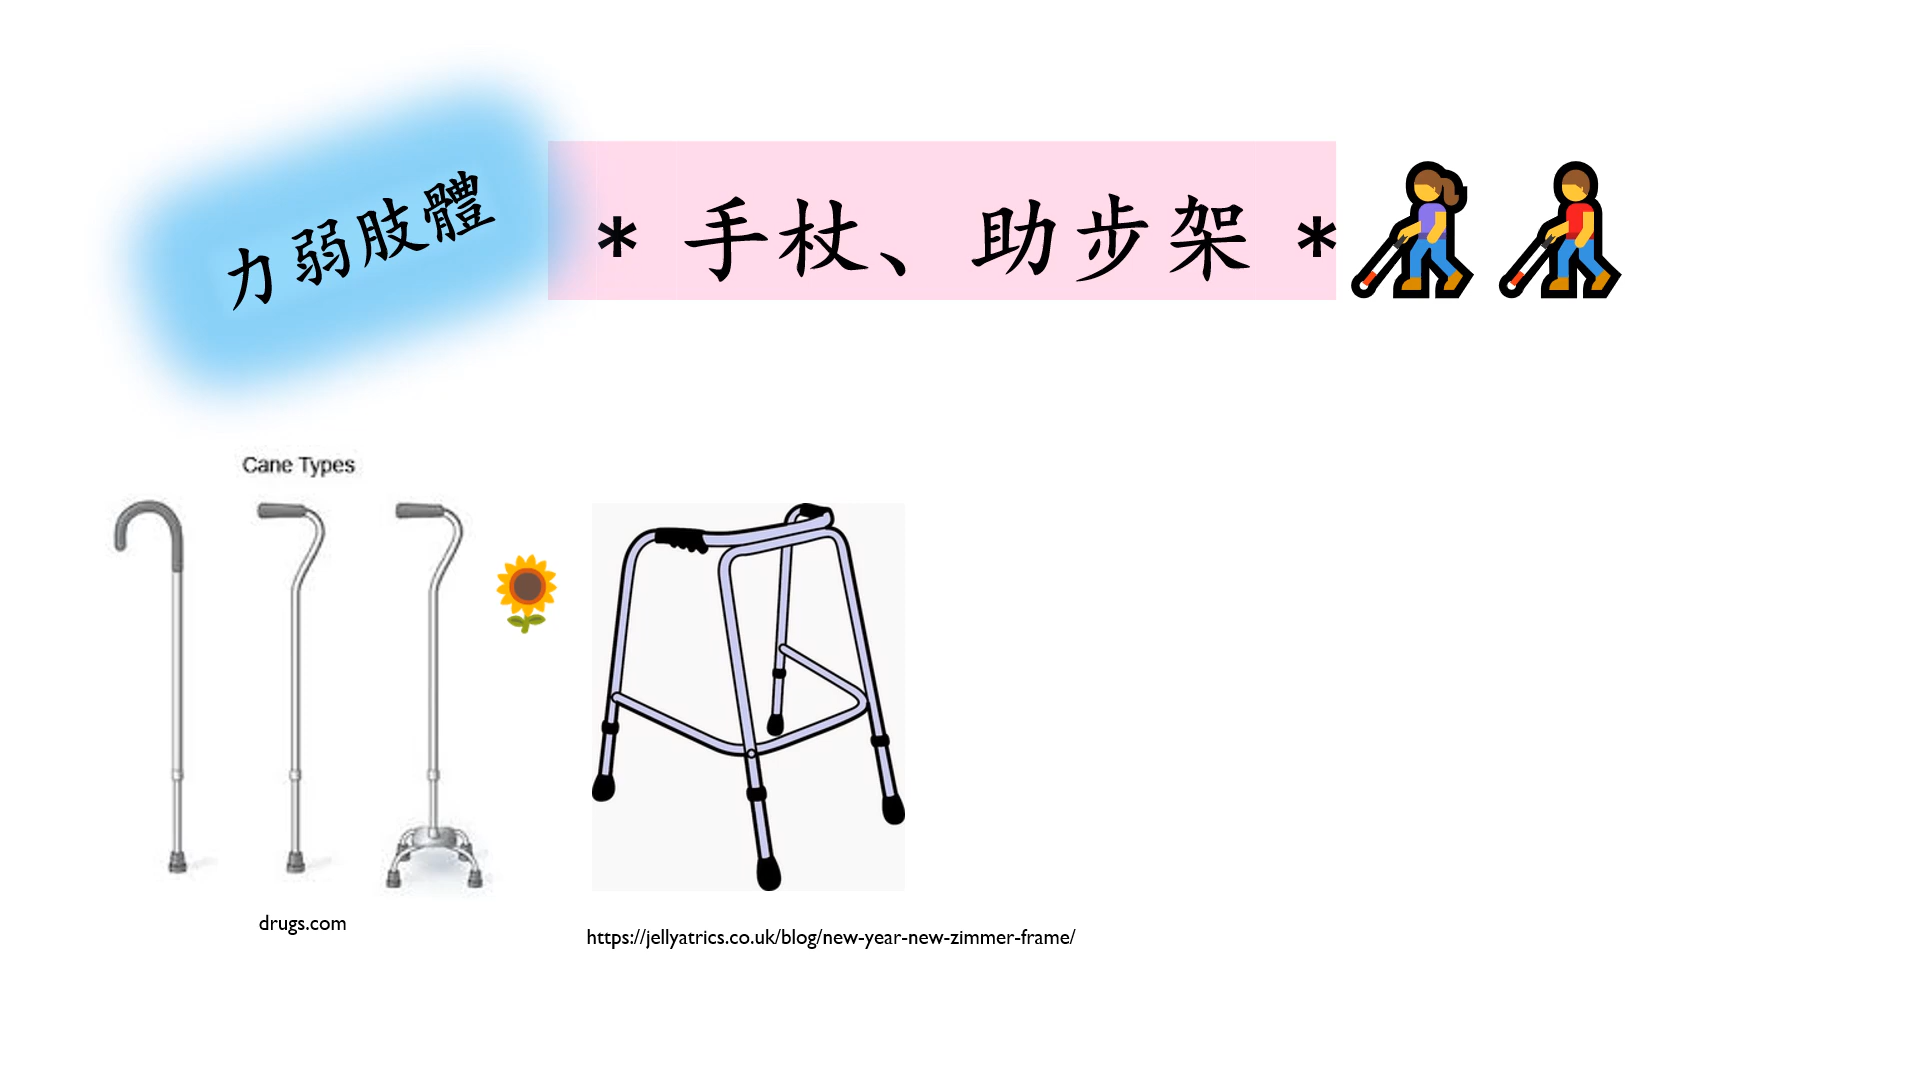 力弱肢體
* 手杖、助步架 *
Cane Types
drugs.com
https://jellyatrics.co.uk/blog/new-year-new-zimmer-frame/